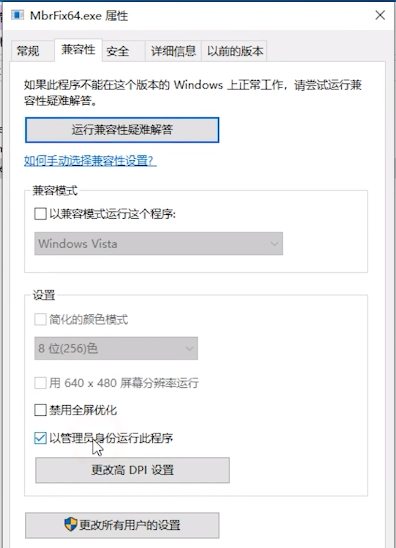 MbrFix64.exe 属性
常规 兼容性 安全 详细信息 以前的版本
如果此程序不能在这个版本的 Windows 上正常工作，请尝试运行兼
容性疑难解答。
运行兼容性疑难解答
如何手动选择兼容性设置?
兼容模式
以兼容模式运行这个程序:
Windows Vista
设置
简化的颜色模式
8 位(256)色
用 640 x 480 屏幕分辨率运行
禁用全屏优化
以管理员身份运行此程序
更改高 DPI 设置
更改所有用户的设置